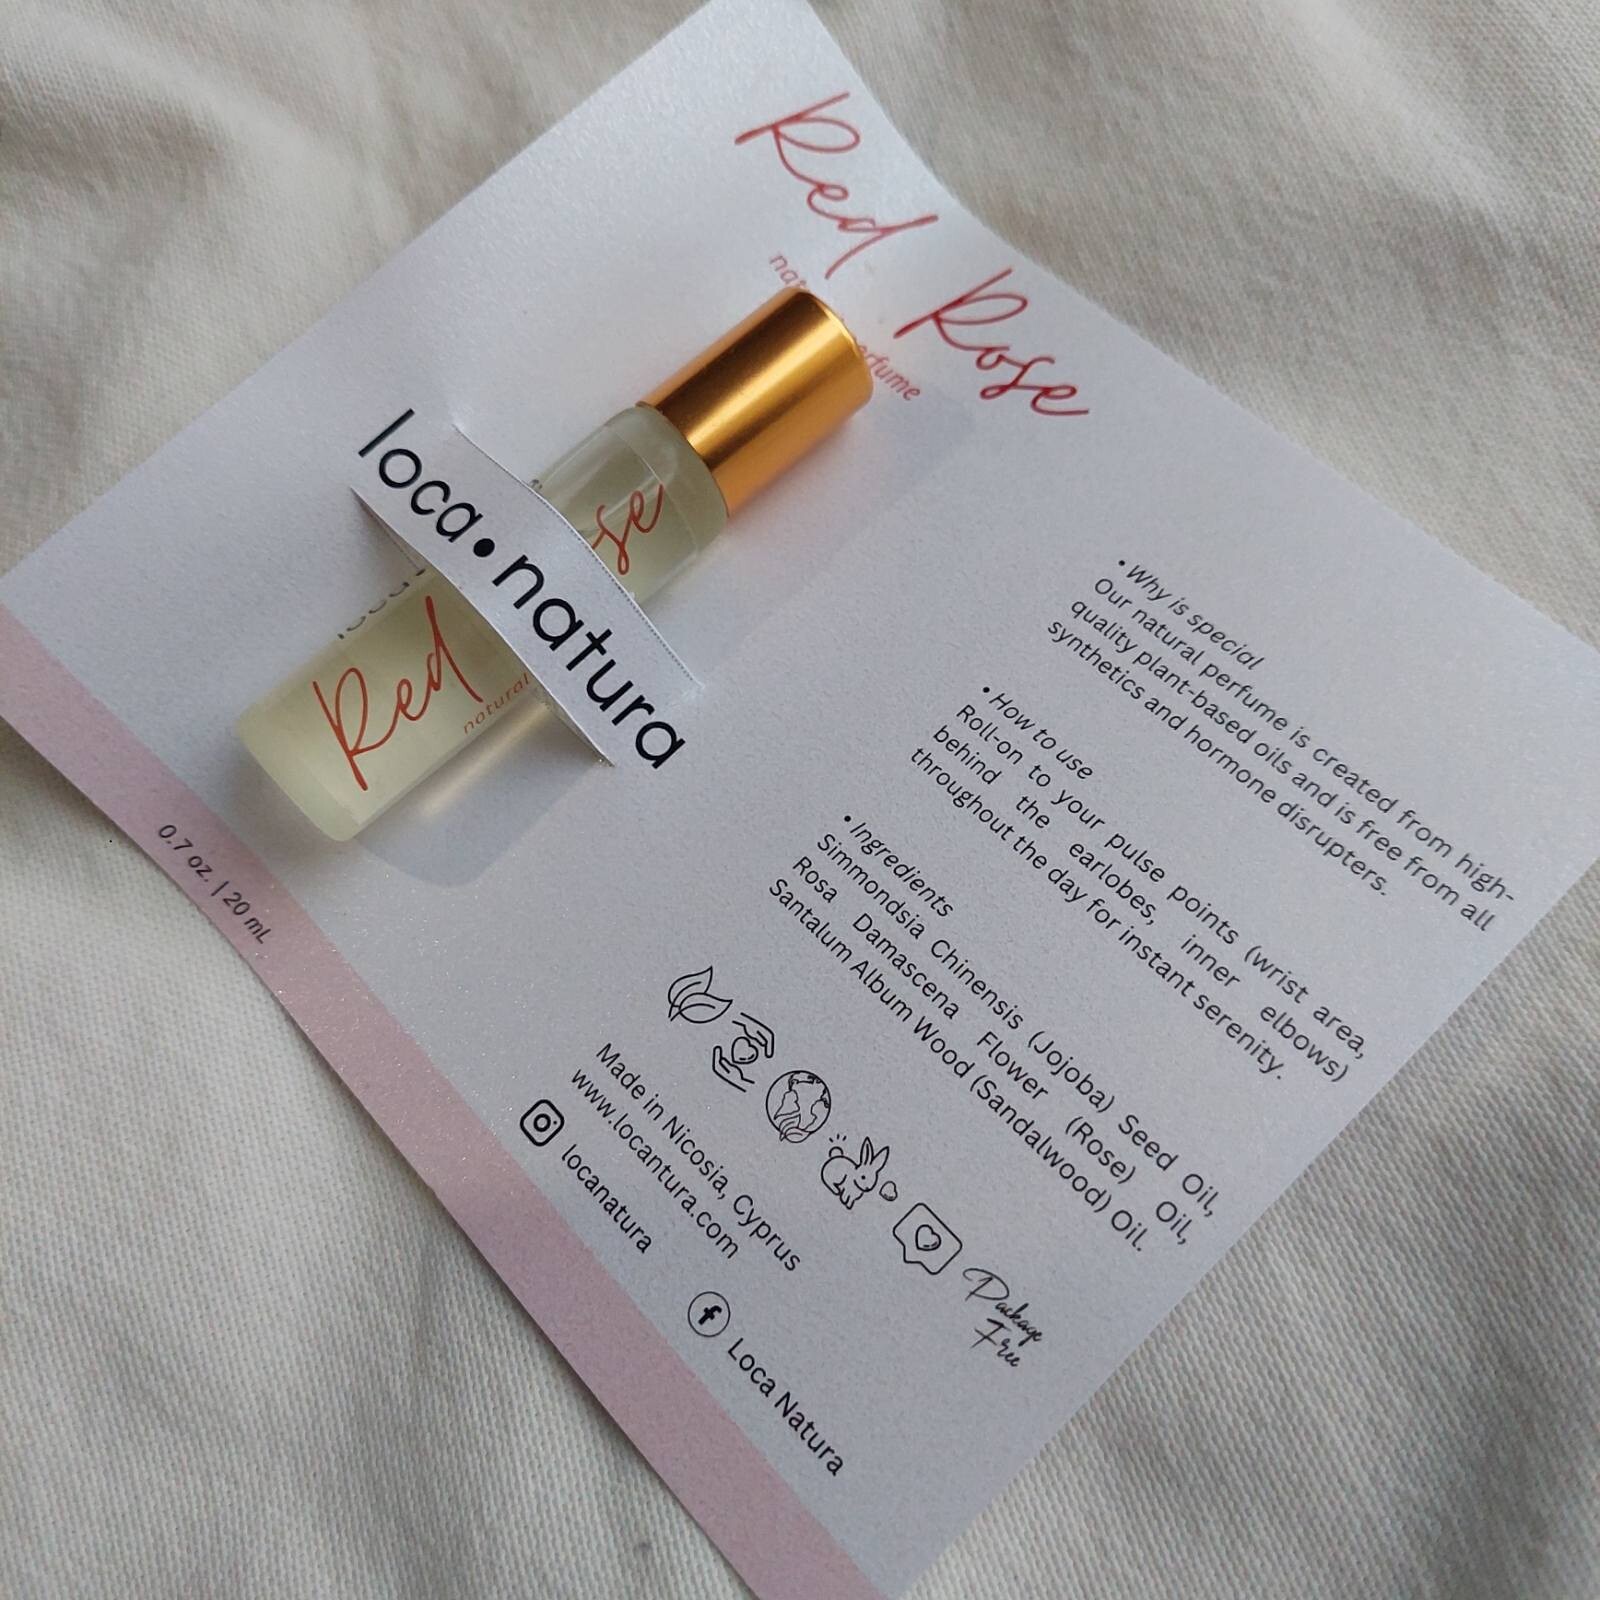 Red Rose
natural perfume
se
loca•natura
Red
natural
0.7 oz. | 20 mL
• Why is special
Our natural perfume is created from high-
quality plant-based oils and is free from all
synthetics and hormone disrupters.
• How to use
Roll-on to your pulse points (wrist area,
behind the earlobes, inner elbows)
throughout the day for instant serenity.
• Ingredients
Simmondsia Chinensis (Jojoba) Seed Oil,
Rosa Damascena Flower (Rose) Oil,
Santalum Album Wood (Sandalwood) Oil.
Package
Free
Made in Nicosia, Cyprus
www.locantura.com
locanatura
Loca Natura